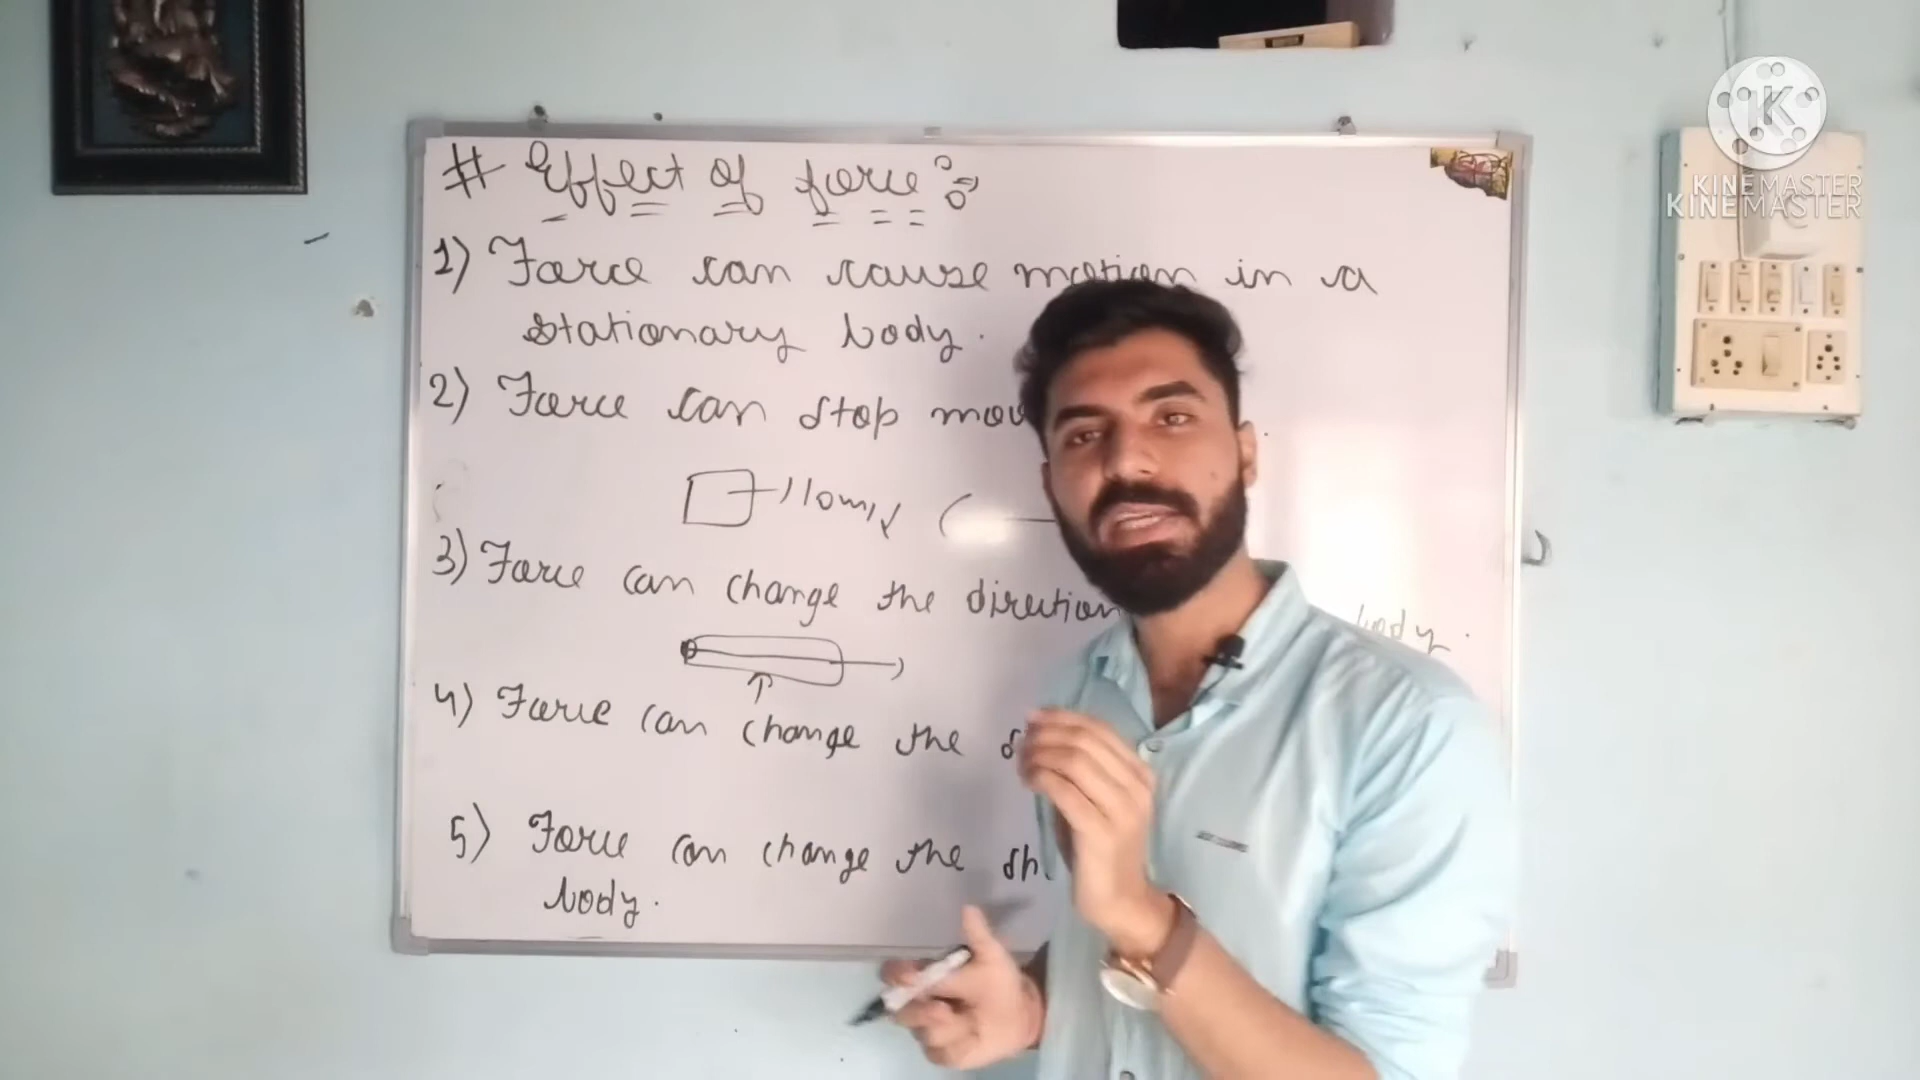 # Effect of force :⇒
1) Force can cause motion in a
stationary body.
2) Force can stop mov
10m/s
3) Force can change the direction body.
4) Force can change the
5) Force can change the sh
body.
KINEMASTER
KINEMASTER